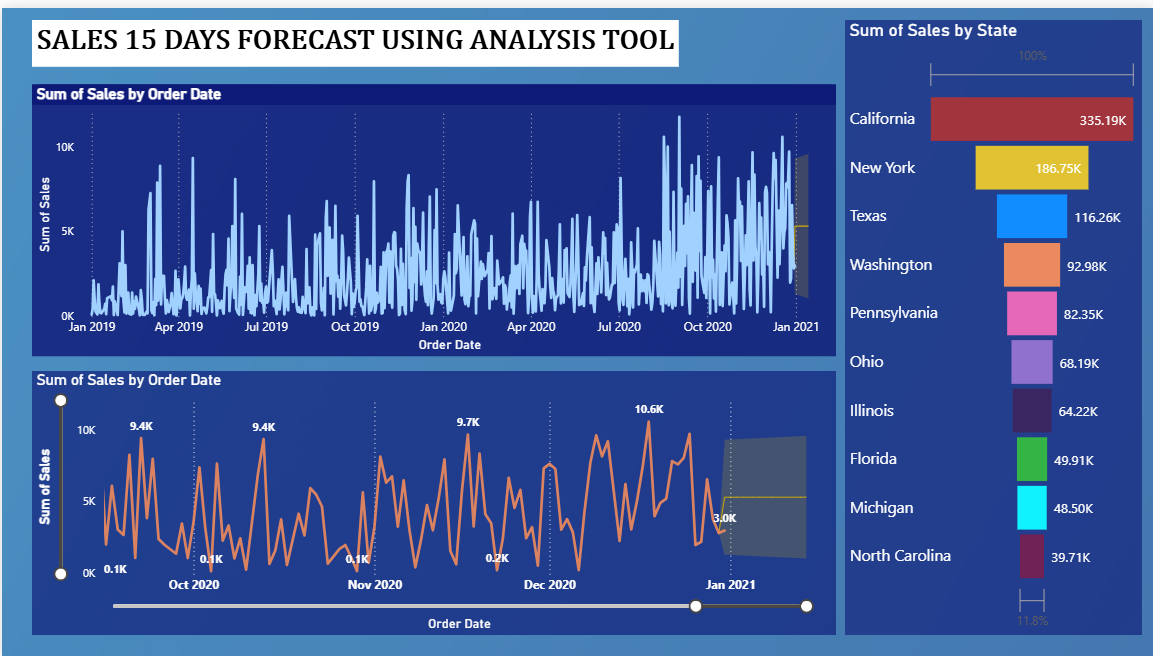 SALES 15 DAYS FORECAST USING ANALYSIS TOOL
Sum of Sales by Order Date
Sum of Sales
10K
5K
0K
Jan 2019 Apr 2019 Jul 2019 Oct 2019 Jan 2020 Apr 2020 Jul 2020 Oct 2020 Jan 2021
Order Date
Sum of Sales by Order Date
Sum of Sales
10K
5K
0K
9.4K 9.4K 9.7K 10.6K
3.0K
0.1K 0.1K 0.1K 0.2K
Oct 2020 Nov 2020 Dec 2020 Jan 2021
Order Date
Sum of Sales by State
100%
California 335.19K
New York 186.75K
Texas 116.26K
Washington 92.98K
Pennsylvania 82.35K
Ohio 68.19K
Illinois 64.22K
Florida 49.91K
Michigan 48.50K
North Carolina 39.71K
11.8%